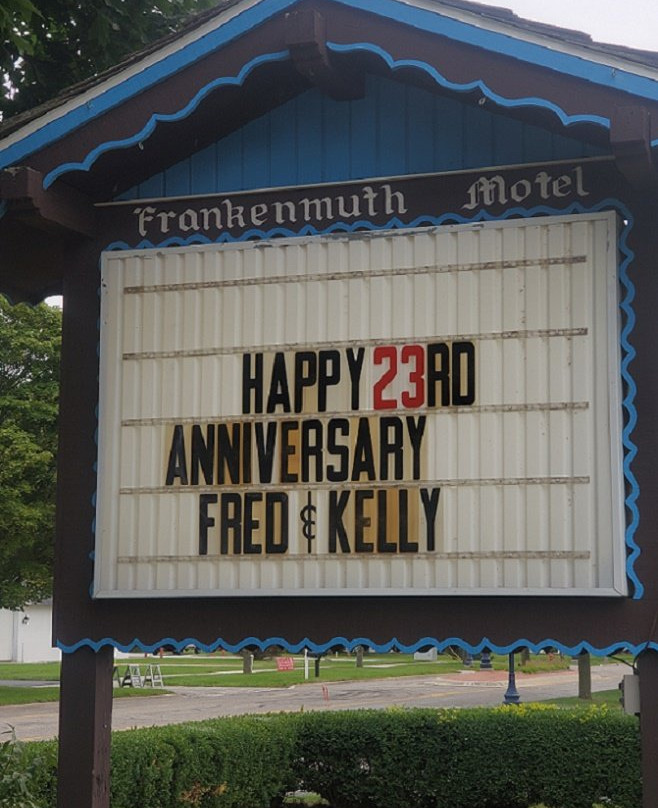 Frankenmuth Motel
HAPPY 23RD
ANNIVERSARY
FRED & KELLY